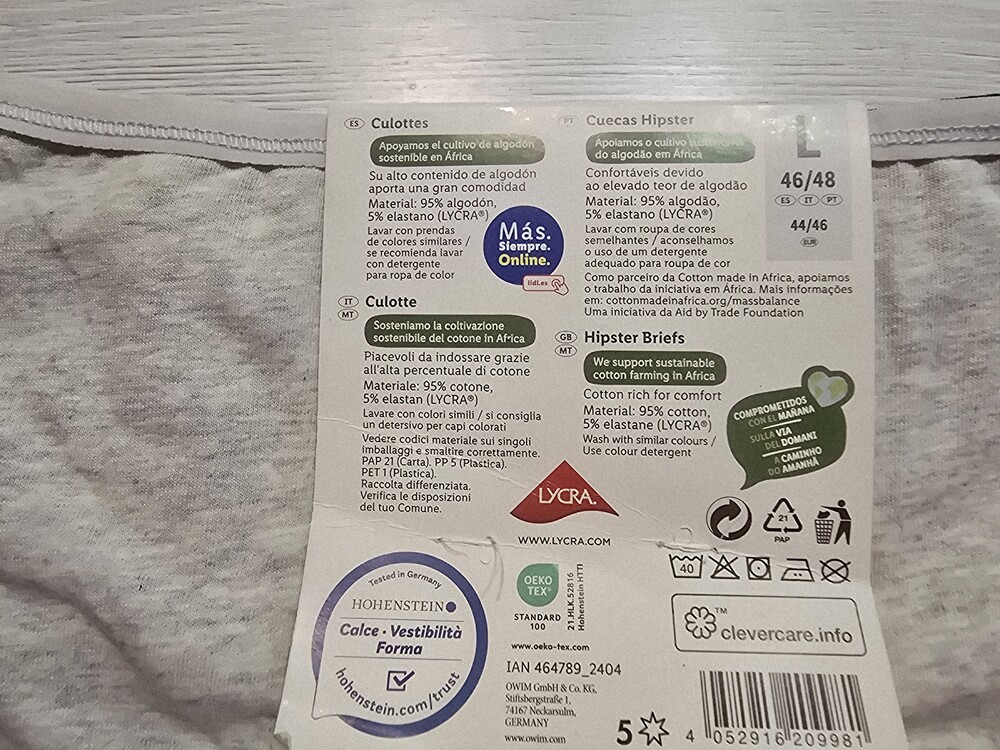 ES Culottes
Apoyamos el cultivo de algodón
sostenible en África
Su alto contenido de algodón
aporta una gran comodidad
Material: 95% algodón,
5% elastano (LYCRA®)
Lavar con prendas
de colores similares /
se recomienda lavar
con detergente
para ropa de color
Más.
Siempre.
Online.
lidl.es
IT MT Culotte
Sosteniamo la coltivazione
sostenibile del cotone in Africa
Piacevoli da indossare grazie
all'alta percentuale di cotone
Materiale: 95% cotone,
5% elastan (LYCRA®)
Lavare con colori simili / si consiglia
un detersivo per capi colorati
Vedere codici materiale sui singoli
imballaggi e smaltire correttamente.
PAP 21 (Carta). PP 5 (Plastica).
PET 1 (Plastica).
Raccolta differenziata.
Verifica le disposizioni
del tuo Comune.
PT Cuecas Hipster
Apoiamos o cultivo sustentável
do algodão em África
Confortáveis devido
ao elevado teor de algodão
Material: 95% algodão,
5% elastano (LYCRA®)
Lavar com roupa de cores
semelhantes / aconselhamos
o uso de um detergente
adequado para roupa de cor
Como parceiro da Cotton made in Africa, apoiamos
o trabalho da iniciativa em África. Mais informações
em: cottonmadeinafrica.org/massbalance
Uma iniciativa da Aid by Trade Foundation
L
46/48
ES IT PT
44/46
EUR
GB MT Hipster Briefs
We support sustainable
cotton farming in Africa
Cotton rich for comfort
Material: 95% cotton,
5% elastane (LYCRA®)
Wash with similar colours /
Use colour detergent
COMPROMETIDOS
CON EL MAÑANA
SULLA VIA
DEL DOMANI
A CAMINHO
DO AMANHÃ
LYCRA.
WWW.LYCRA.COM
21
PAP
40
™
clevercare.info
Tested in Germany
HOHENSTEIN
Calce · Vestibilità
Forma
hohenstein.com/trust
OEKO
TEX®
STANDARD
100
21.HLK.52816
Hohenstein HTTI
www.oeko-tex.com
IAN 464789_2404
OWIM GmbH & Co. KG,
Stiftsbergstraße 1,
74167 Neckarsulm,
GERMANY
www.owim.com
5
4 052916 209981